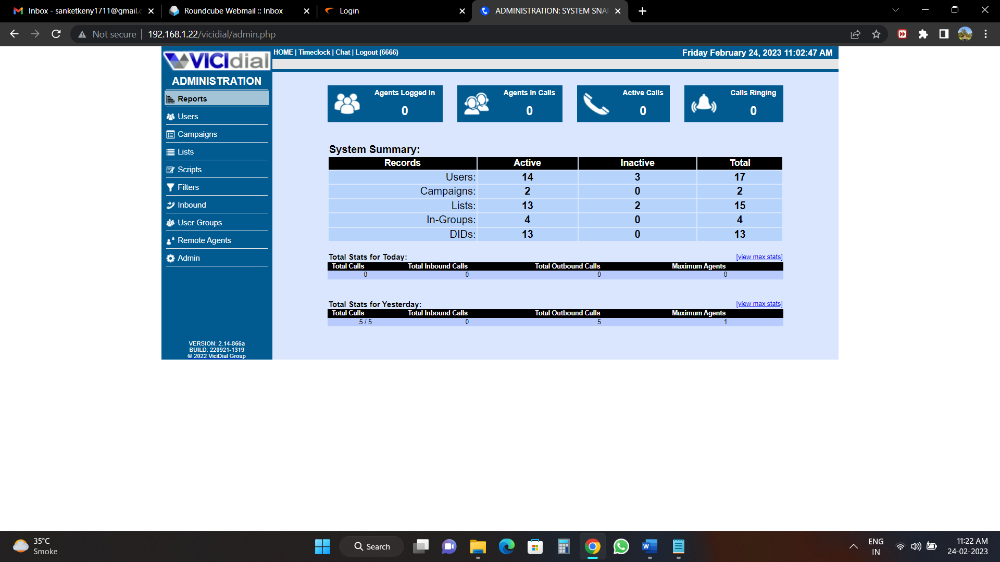 Inbox - sanketkeny1711@gmail.c
Roundcube Webmail :: Inbox
Login
ADMINISTRATION: SYSTEM SNA
Not secure | 192.168.1.22/vicidial/admin.php
VICIdial
HOME | Timeclock | Chat | Logout (6666)
Friday February 24, 2023 11:02:47 AM
ADMINISTRATION
Reports
Users
Campaigns
Lists
Scripts
Filters
Inbound
User Groups
Remote Agents
Admin
VERSION: 2.14-866a
BUILD: 220921-1319
© 2022 ViciDial Group
Agents Logged In
0
Agents In Calls
0
Active Calls
0
Calls Ringing
0
System Summary:
Records Active Inactive Total
Users: 14 3 17
Campaigns: 2 0 2
Lists: 13 2 15
In-Groups: 4 0 4
DIDs: 13 0 13
Total Stats for Today: [view max stats]
Total Calls Total Inbound Calls Total Outbound Calls Maximum Agents
0 0 0 0
Total Stats for Yesterday: [view max stats]
Total Calls Total Inbound Calls Total Outbound Calls Maximum Agents
5 / 5 0 5 1
35°C
Smoke
Search
ENG
IN
11:22 AM
24-02-2023